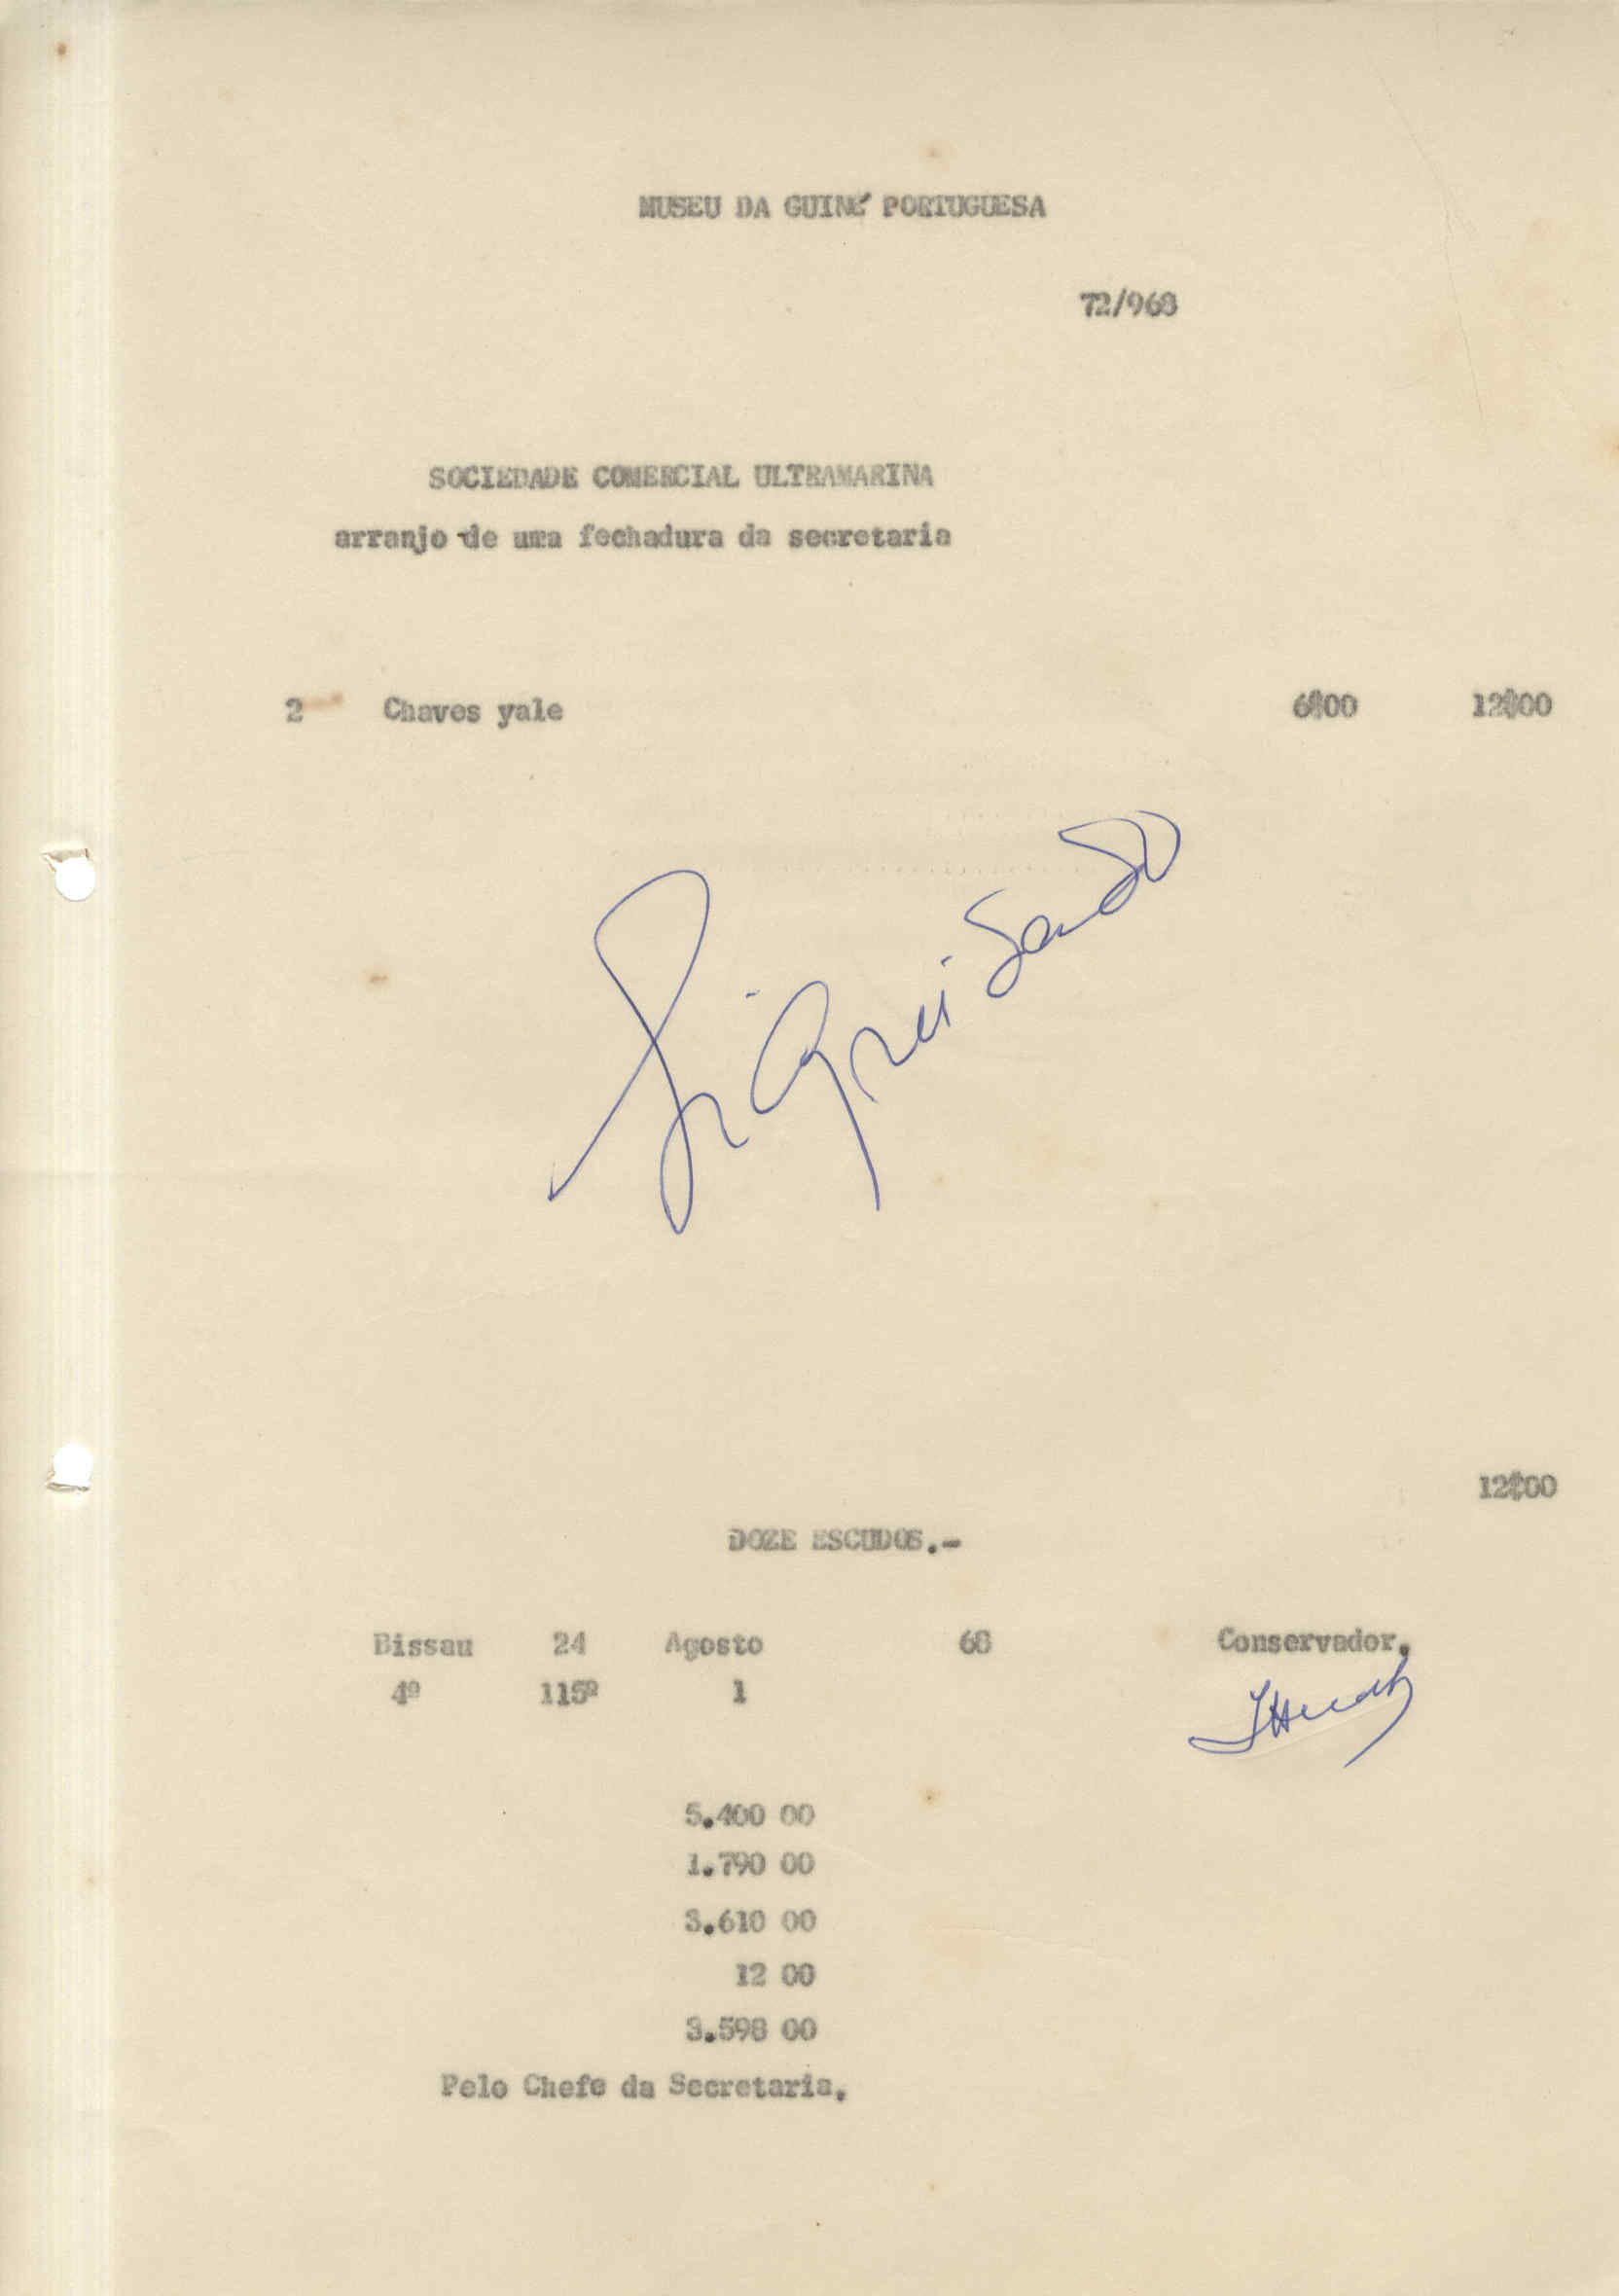 MUSEU DA GUINÉ PORTUGUESA
72/968
SOCIEDADE COMERCIAL ULTRAMARINA
arranjo de uma fechadura da secretaria
2 Chaves yale 6$00 12$00
12$00
DOZE ESCUDOS.-
Bissau 24 Agosto 68 Conservador,
4º 115º 1
5.400 00
1.790 00
3.610 00
12 00
3.598 00
Pelo Chefe da Secretaria,